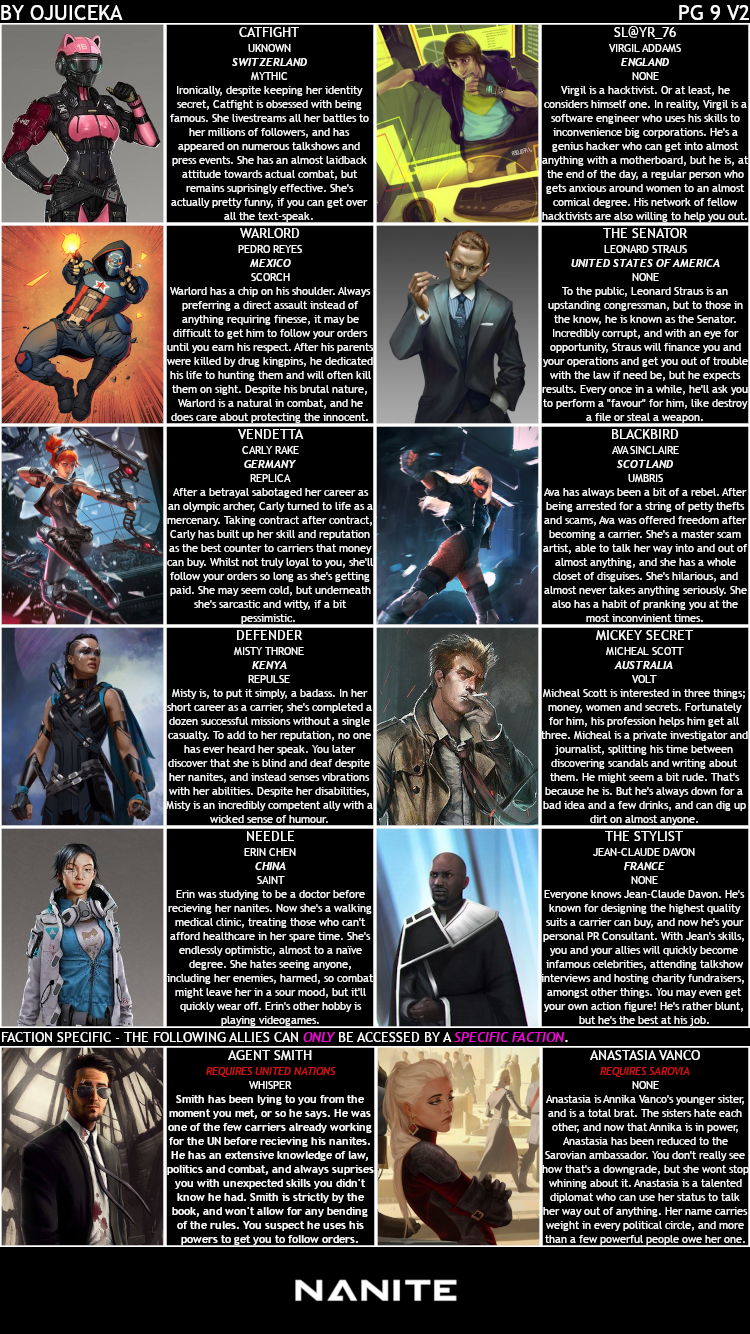 BY OJUICEKA
PG 9 V2
CATFIGHT
UKNOWN
SWITZERLAND
MYTHIC
Ironically, despite keeping her identity
secret, Catfight is obsessed with being
famous. She livestreams all her battles to
her millions of followers, and has
appeared on numerous talkshows and
press events. She has an almost laidback
attitude towards actual combat, but
remains suprisingly effective. She's
actually pretty funny, if you can get over
all the text-speak.
SL@YR_76
VIRGIL ADDAMS
ENGLAND
NONE
Virgil is a hacktivist. Or at least, he
considers himself one. In reality, Virgil is a
software engineer who uses his skills to
inconvenience big corporations. He's a
genius hacker who can get into almost
anything with a motherboard, but he is, at
the end of the day, a regular person who
gets anxious around women to an almost
comical degree. His network of fellow
hacktivists are also willing to help you out.
WARLORD
PEDRO REYES
MEXICO
SCORCH
Warlord has a chip on his shoulder. Always
preferring a direct assault instead of
anything requiring finesse, it may be
difficult to get him to follow your orders
until you earn his respect. After his parents
were killed by drug kingpins, he dedicated
his life to hunting them and will often kill
them on sight. Despite his brutal nature,
Warlord is a natural in combat, and he
does care about protecting the innocent.
THE SENATOR
LEONARD STRAUS
UNITED STATES OF AMERICA
NONE
To the public, Leonard Straus is an
upstanding congressman, but to those in
the know, he is known as the Senator.
Incredibly corrupt, and with an eye for
opportunity, Straus will finance you and
your operations and get you out of trouble
with the law if need be, but he expects
results. Every once in a while, he'll ask you
to perform a "favour" for him, like destroy
a file or steal a weapon.
VENDETTA
CARLY RAKE
GERMANY
REPLICA
After a betrayal sabotaged her career as
an olympic archer, Carly turned to life as a
mercenary. Taking contract after contract,
Carly has built up her skill and reputation
as the best counter to carriers that money
can buy. Whilst not truly loyal to you, she'll
follow your orders so long as she's getting
paid. She may seem cold, but underneath
she's sarcastic and witty, if a bit
pessimistic.
BLACKBIRD
AVA SINCLAIRE
SCOTLAND
UMBRIS
Ava has always been a bit of a rebel. After
being arrested for a string of petty thefts
and scams, Ava was offered freedom after
becoming a carrier. She's a master scam
artist, able to talk her way into and out of
almost anything, and she has a whole
closet of disguises. She's hilarious, and
almost never takes anything seriously. She
also has a habit of pranking you at the
most inconvinient times.
DEFENDER
MISTY THRONE
KENYA
REPULSE
Misty is, to put it simply, a badass. In her
short career as a carrier, she's completed a
dozen successful missions without a single
casualty. To add to her reputation, no one
has ever heard her speak. You later
discover that she is blind and deaf despite
her nanites, and instead senses vibrations
with her abilities. Despite her disabilities,
Misty is an incredibly competent ally with a
wicked sense of humour.
MICKEY SECRET
MICHEAL SCOTT
AUSTRALIA
VOLT
Micheal Scott is interested in three things;
money, women and secrets. Fortunately
for him, his profession helps him get all
three. Micheal is a private investigator and
journalist, splitting his time between
discovering scandals and writing about
them. He might seem a bit rude. That's
because he is. But he's always down for a
bad idea and a few drinks, and can dig up
dirt on almost anyone.
NEEDLE
ERIN CHEN
CHINA
SAINT
Erin was studying to be a doctor before
recieving her nanites. Now she's a walking
medical clinic, treating those who can't
afford healthcare in her spare time. She's
endlessly optimistic, almost to a naïve
degree. She hates seeing anyone,
including her enemies, harmed, so combat
might leave her in a sour mood, but it'll
quickly wear off. Erin's other hobby is
playing videogames.
THE STYLIST
JEAN-CLAUDE DAVON
FRANCE
NONE
Everyone knows Jean-Claude Davon. He's
known for designing the highest quality
suits a carrier can buy, and now he's your
personal PR Consultant. With Jean's skills,
you and your allies will quickly become
infamous celebrities, attending talkshow
interviews and hosting charity fundraisers,
amongst other things. You may even get
your own action figure! He's rather blunt,
but he's the best at his job.
FACTION SPECIFIC - THE FOLLOWING ALLIES CAN ONLY BE ACCESSED BY A SPECIFIC FACTION.
AGENT SMITH
REQUIRES UNITED NATIONS
WHISPER
Smith has been lying to you from the
moment you met, or so he says. He was
one of the few carriers already working
for the UN before recieving his nanites.
He has an extensive knowledge of law,
politics and combat, and always suprises
you with unexpected skills you didn't
know he had. Smith is strictly by the
book, and won't allow for any bending
of the rules. You suspect he uses his
powers to get you to follow orders.
ANASTASIA VANCO
REQUIRES SAROVIA
NONE
Anastasia is Annika Vanco's younger sister,
and is a total brat. The sisters hate each
other, and now that Annika is in power,
Anastasia has been reduced to the
Sarovian ambassador. You don't really see
how that's a downgrade, but she wont stop
whining about it. Anastasia is a talented
diplomat who can use her status to talk
her way out of anything. Her name carries
weight in every political circle, and more
than a few powerful people owe her one.
NANITE